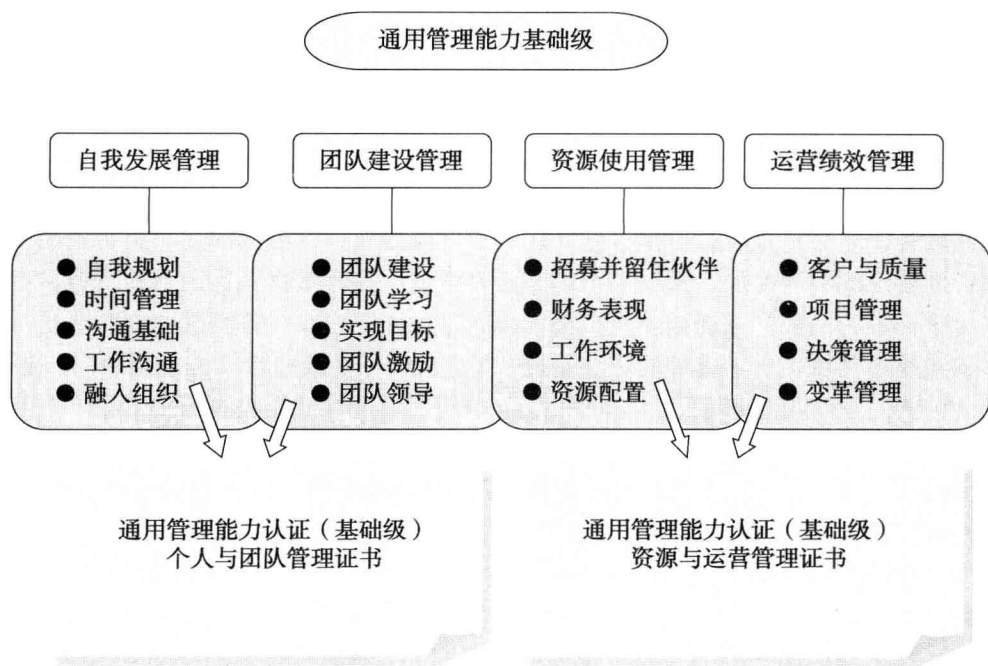 通用管理能力基础级
自我发展管理
团队建设管理
资源使用管理
运营绩效管理
● 自我规划
● 时间管理
● 沟通基础
● 工作沟通
● 融人组织
● 团队建设
● 团队学习
● 实现目标
● 团队激励
● 团队领导
● 招募并留住伙伴
● 财务表现
● 工作环境
● 资源配置
● 客户与质量
● 项目管理
● 决策管理
● 变革管理
通用管理能力认证（基础级）
个人与团队管理证书
通用管理能力认证（基础级）
资源与运营管理证书